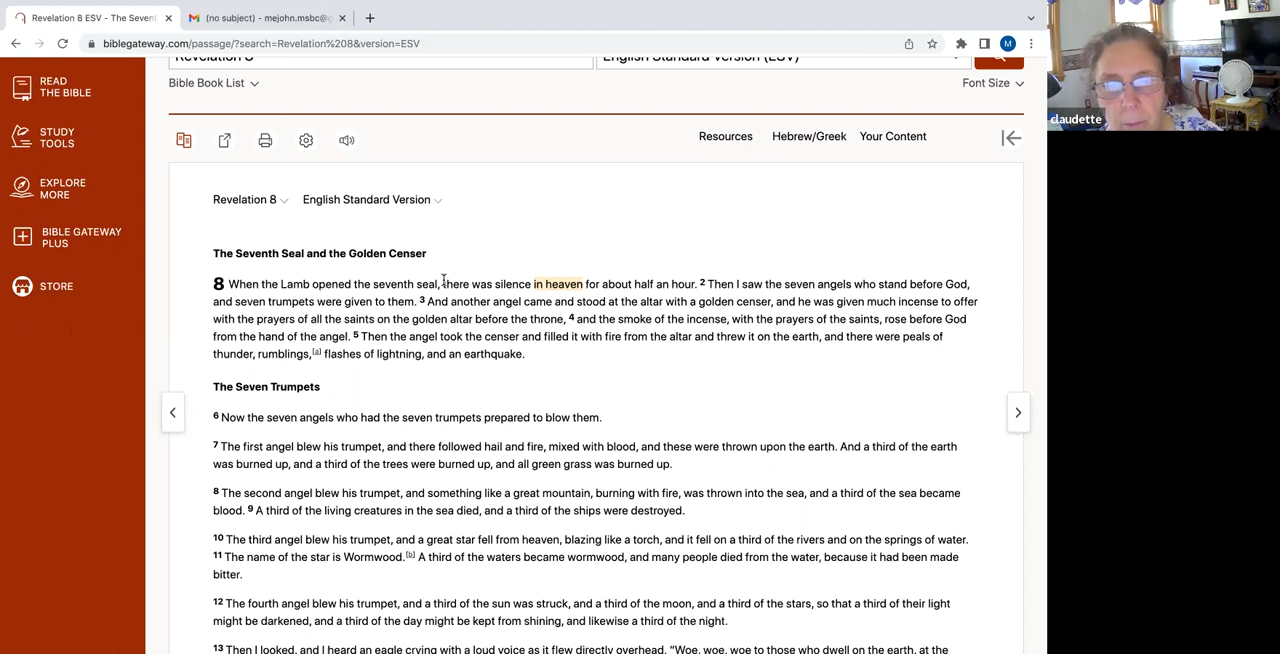 Revelation 8 ESV - The Sevent
(no subject) - mejohn.msbc@g
biblegateway.com/passage/?search=Revelation%208&version=ESV
M
READ
THE BIBLE
STUDY
TOOLS
EXPLORE
MORE
BIBLE GATEWAY
PLUS
STORE
Revelation 8
English Standard Version (ESV)
Bible Book List
Font Size
Resources Hebrew/Greek Your Content
claudette
Revelation 8 English Standard Version
The Seventh Seal and the Golden Censer
8 When the Lamb opened the seventh seal, there was silence in heaven for about half an hour. 2 Then I saw the seven angels who stand before God,
and seven trumpets were given to them. 3 And another angel came and stood at the altar with a golden censer, and he was given much incense to offer
with the prayers of all the saints on the golden altar before the throne, 4 and the smoke of the incense, with the prayers of the saints, rose before God
from the hand of the angel. 5 Then the angel took the censer and filled it with fire from the altar and threw it on the earth, and there were peals of
thunder, rumblings,[a] flashes of lightning, and an earthquake.
The Seven Trumpets
6 Now the seven angels who had the seven trumpets prepared to blow them.
7 The first angel blew his trumpet, and there followed hail and fire, mixed with blood, and these were thrown upon the earth. And a third of the earth
was burned up, and a third of the trees were burned up, and all green grass was burned up.
8 The second angel blew his trumpet, and something like a great mountain, burning with fire, was thrown into the sea, and a third of the sea became
blood. 9 A third of the living creatures in the sea died, and a third of the ships were destroyed.
10 The third angel blew his trumpet, and a great star fell from heaven, blazing like a torch, and it fell on a third of the rivers and on the springs of water.
11 The name of the star is Wormwood.[b] A third of the waters became wormwood, and many people died from the water, because it had been made
bitter.
12 The fourth angel blew his trumpet, and a third of the sun was struck, and a third of the moon, and a third of the stars, so that a third of their light
might be darkened, and a third of the day might be kept from shining, and likewise a third of the night.
13 Then I looked, and I heard an eagle crying with a loud voice as it flew directly overhead, "Woe, woe, woe to those who dwell on the earth, at the